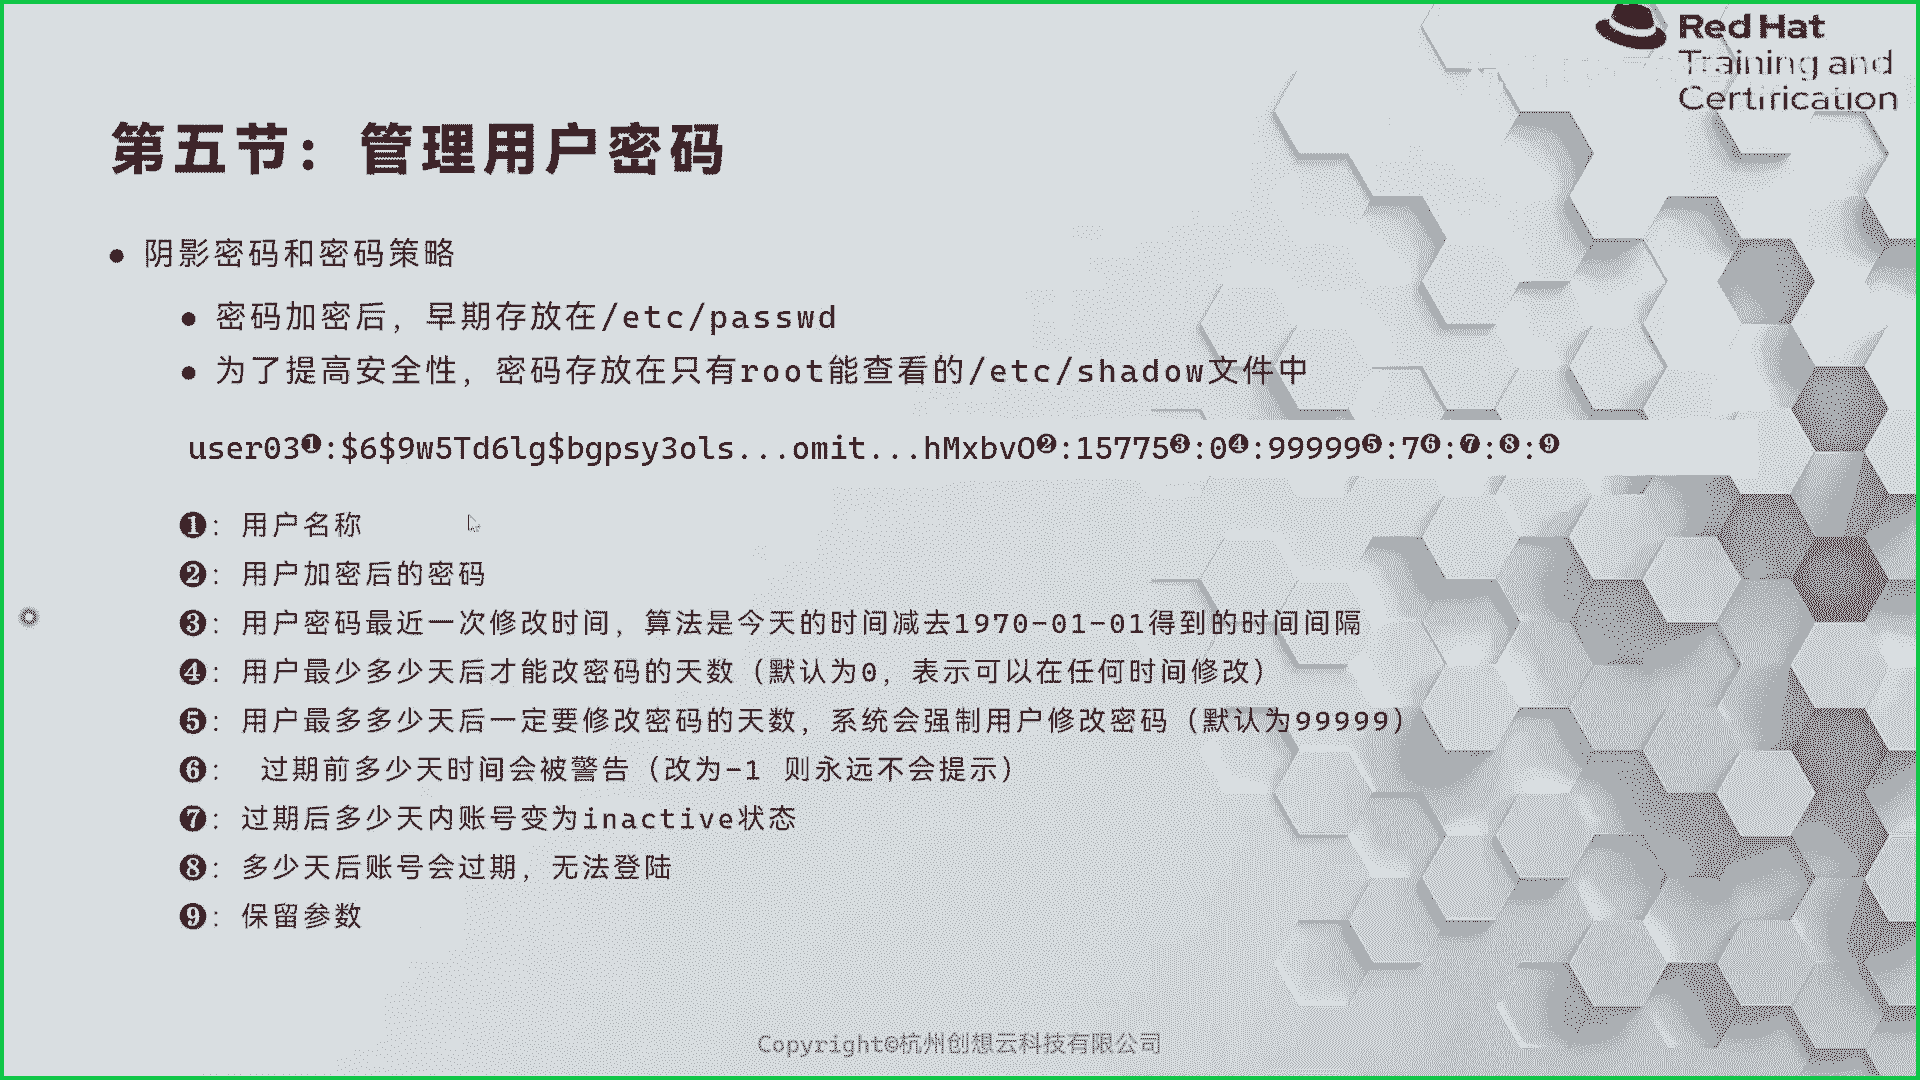 Red Hat
Training and
Certification
第五节：管理用户密码
● 阴影密码和密码策略
● 密码加密后，早期存放在/etc/passwd
● 为了提高安全性，密码存放在只有root能查看的/etc/shadow文件中
user03❶:$6$9w5Td6lg$bgpsy3ols...omit...hMxbvO❷:15775❸:0❹:99999❺:7❻:❼:❽:❾
❶：用户名称
❷：用户加密后的密码
❸：用户密码最近一次修改时间，算法是今天的时间减去1970-01-01得到的时间间隔
❹：用户最少多少天后才能改密码的天数（默认为0，表示可以在任何时间修改）
❺：用户最多多少天后一定要修改密码的天数，系统会强制用户修改密码（默认为99999）
❻： 过期前多少天时间会被警告（改为-1 则永远不会提示）
❼：过期后多少天内账号变为inactive状态
❽：多少天后账号会过期，无法登陆
❾：保留参数
Copyright©杭州创想云科技有限公司